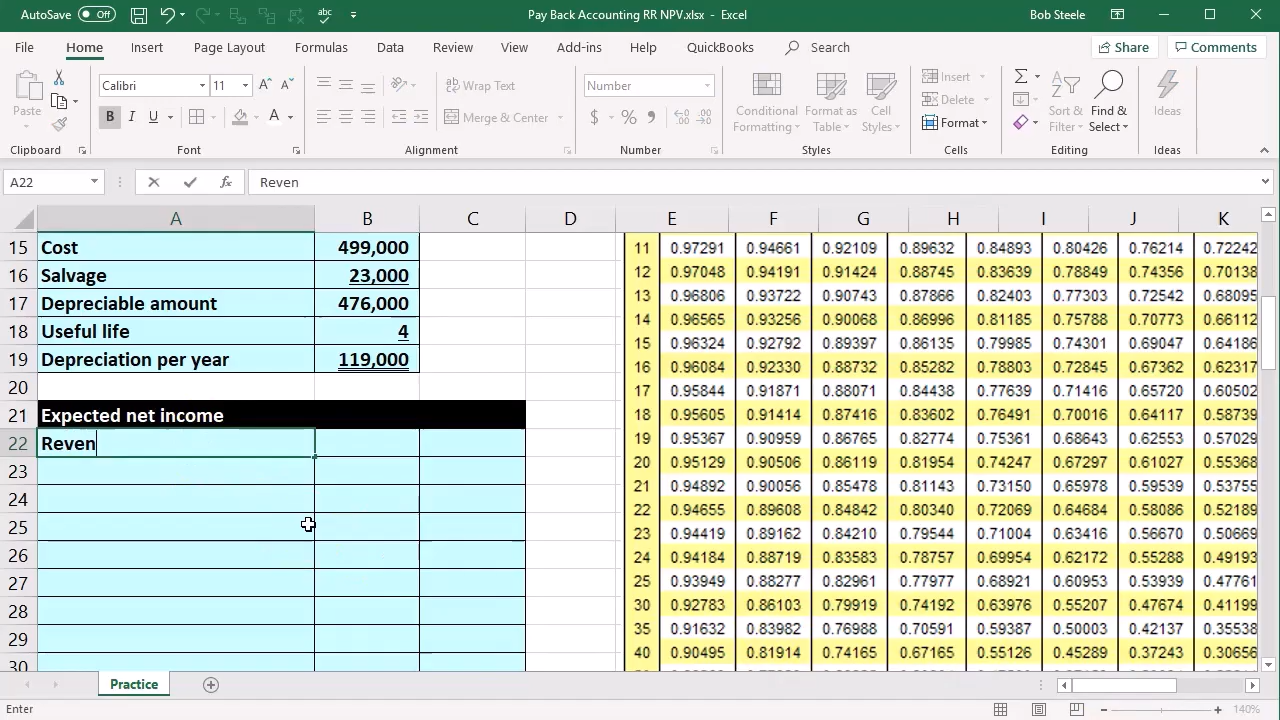 AutoSave Off Pay Back Accounting RR NPV.xlsx - Excel Bob Steele
File Home Insert Page Layout Formulas Data Review View Add-ins Help QuickBooks Search Share Comments
Paste Calibri 11 Wrap Text Number Conditional Formatting Format as Table Cell Styles Insert Sort & Filter Find & Select Ideas
B I U Merge & Center $ % Delete
Format
Clipboard Font Alignment Number Styles Cells Editing Ideas
A22 fx Reven
A B C D E F G H I J K
15 Cost 499,000 11 0.97291 0.94661 0.92109 0.89632 0.84893 0.80426 0.76214 0.72242
16 Salvage 23,000 12 0.97048 0.94191 0.91424 0.88745 0.83639 0.78849 0.74356 0.70138
17 Depreciable amount 476,000 13 0.96806 0.93722 0.90743 0.87866 0.82403 0.77303 0.72542 0.68095
18 Useful life 4 14 0.96565 0.93256 0.90068 0.86996 0.81185 0.75788 0.70773 0.66112
19 Depreciation per year 119,000 15 0.96324 0.92792 0.89397 0.86135 0.79985 0.74301 0.69047 0.64186
20 16 0.96084 0.92330 0.88732 0.85282 0.78803 0.72845 0.67362 0.62317
17 0.95844 0.91871 0.88071 0.84438 0.77639 0.71416 0.65720 0.60502
21 Expected net income 18 0.95605 0.91414 0.87416 0.83602 0.76491 0.70016 0.64117 0.58739
22 Reven 19 0.95367 0.90959 0.86765 0.82774 0.75361 0.68643 0.62553 0.57029
23 20 0.95129 0.90506 0.86119 0.81954 0.74247 0.67297 0.61027 0.55368
24 21 0.94892 0.90056 0.85478 0.81143 0.73150 0.65978 0.59539 0.53755
25 22 0.94655 0.89608 0.84842 0.80340 0.72069 0.64684 0.58086 0.52189
23 0.94419 0.89162 0.84210 0.79544 0.71004 0.63416 0.56670 0.50669
26 24 0.94184 0.88719 0.83583 0.78757 0.69954 0.62172 0.55288 0.49193
27 25 0.93949 0.88277 0.82961 0.77977 0.68921 0.60953 0.53939 0.47761
28 30 0.92783 0.86103 0.79919 0.74192 0.63976 0.55207 0.47674 0.41199
29 35 0.91632 0.83982 0.76988 0.70591 0.59387 0.50003 0.42137 0.35538
30 40 0.90495 0.81914 0.74165 0.67165 0.55126 0.45289 0.37243 0.30656
Practice
Enter 140%